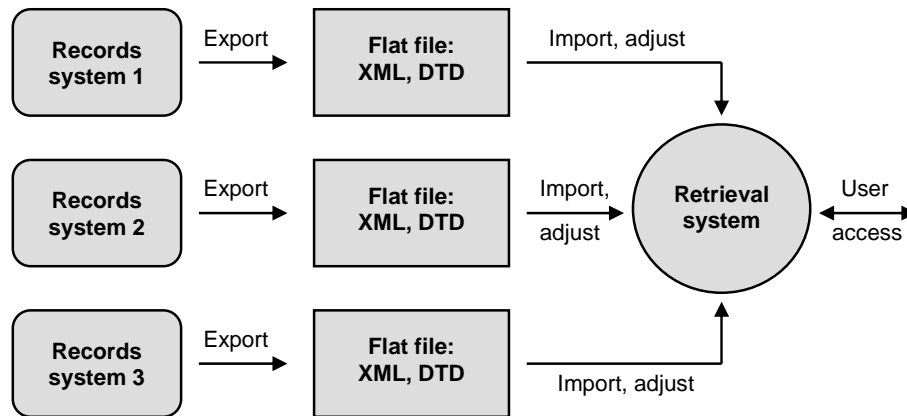 Records
system 1
Export
Flat file:
XML, DTD
Import, adjust
Records
system 2
Export
Flat file:
XML, DTD
Import,
adjust
Retrieval
system
User
access
Records
system 3
Export
Flat file:
XML, DTD
Import, adjust